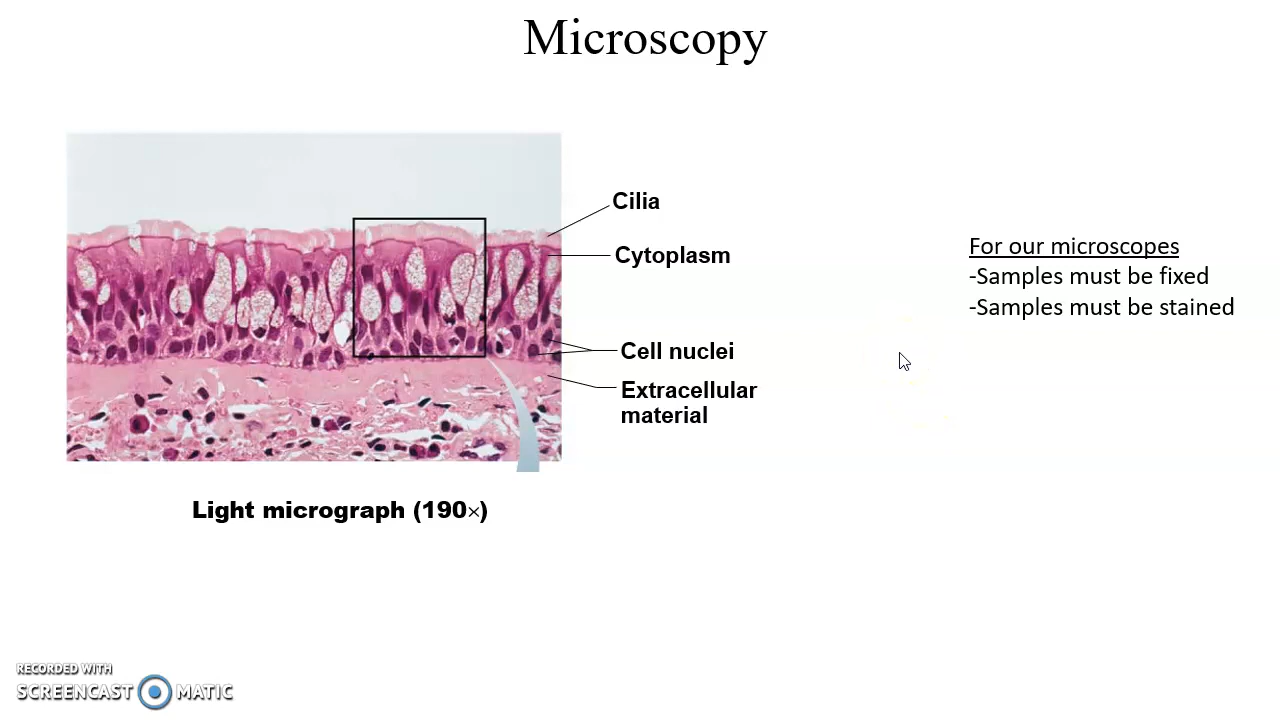 Microscopy
Cilia
Cytoplasm
Cell nuclei
Extracellular
material
For our microscopes
-Samples must be fixed
-Samples must be stained
Light micrograph (190×)
RECORDED WITH
SCREENCAST MATIC